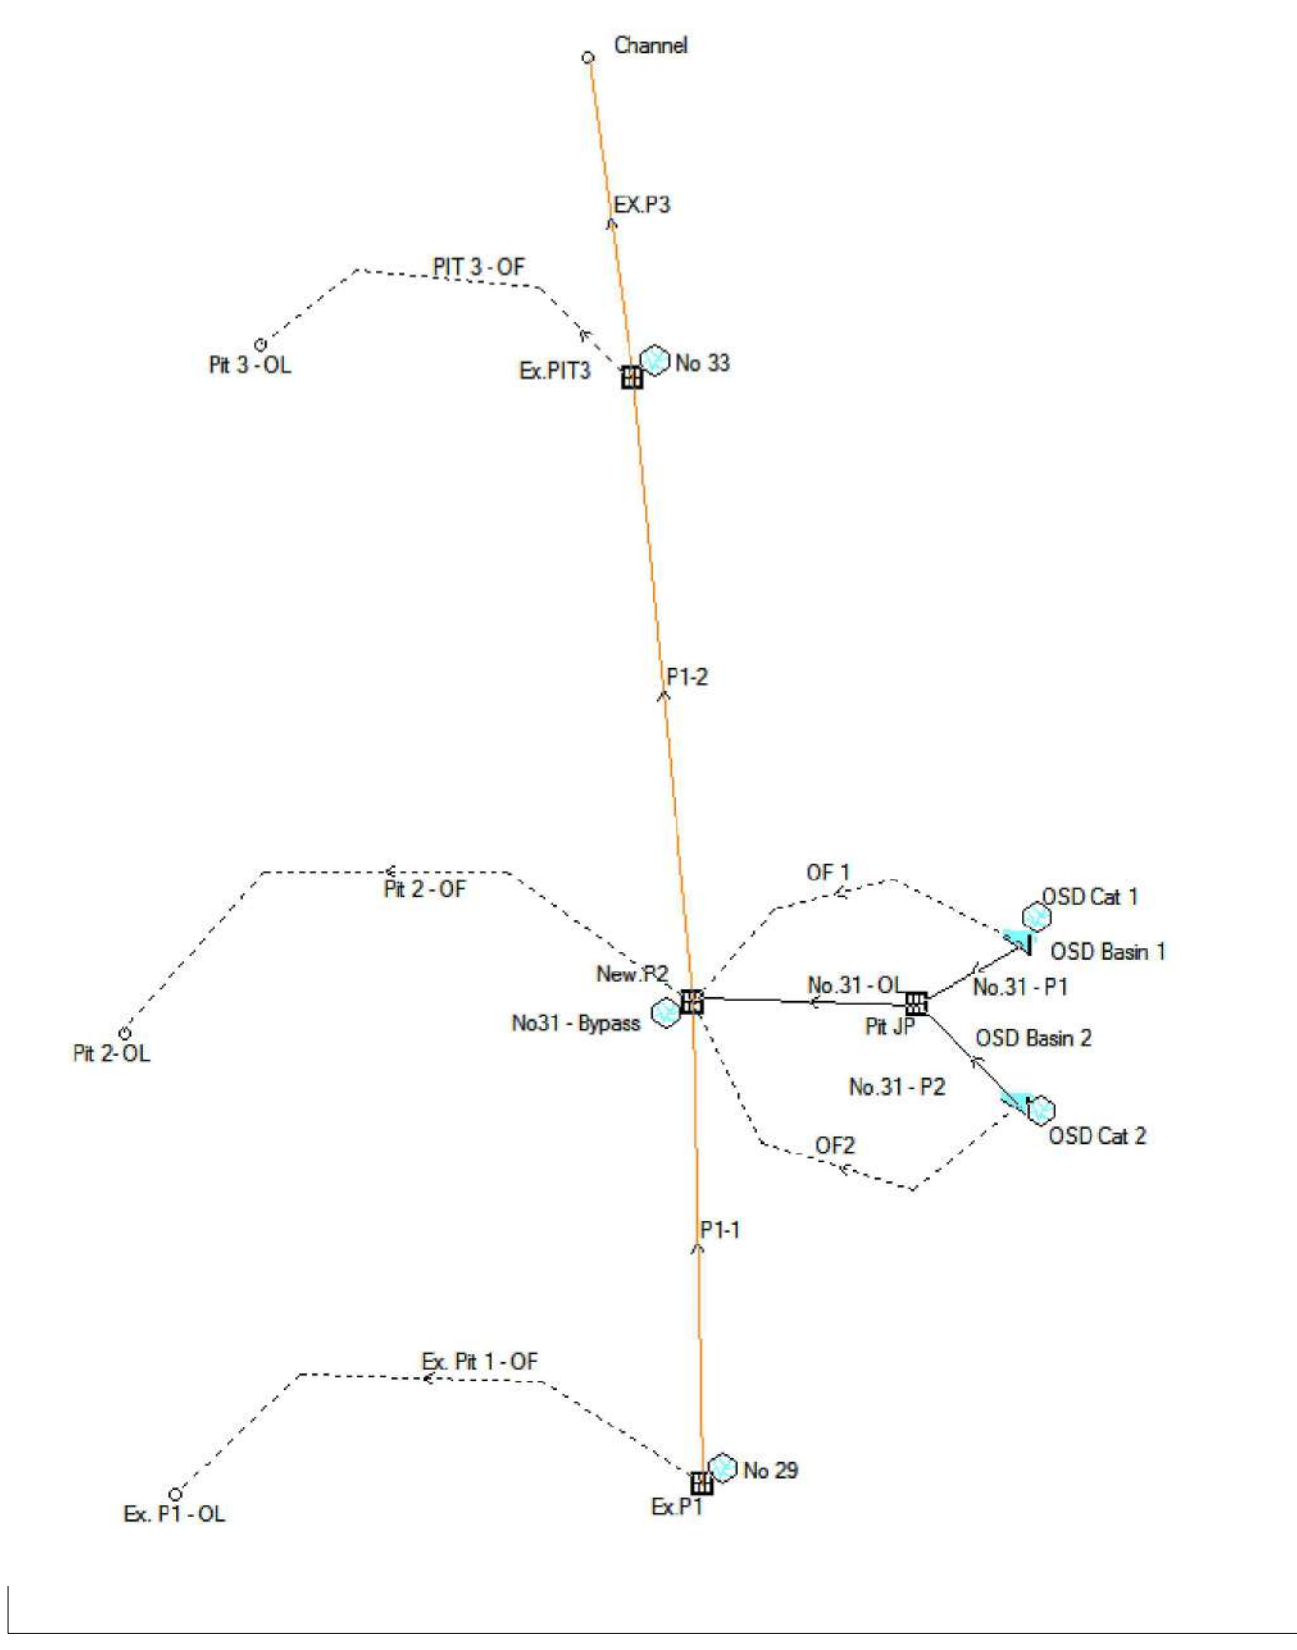 Channel
EX.P3
PIT 3 - OF
Pit 3 - OL
Ex.PIT3
No 33
P1-2
OF 1
Pit 2 - OF
OSD Cat 1
OSD Basin 1
New.P2
No.31 - OL
No.31 - P1
No31 - Bypass
Pit JP
OSD Basin 2
Pit 2- OL
No.31 - P2
OSD Cat 2
OF2
P1-1
Ex. Pit 1 - OF
No 29
Ex.P1
Ex. P1 - OL